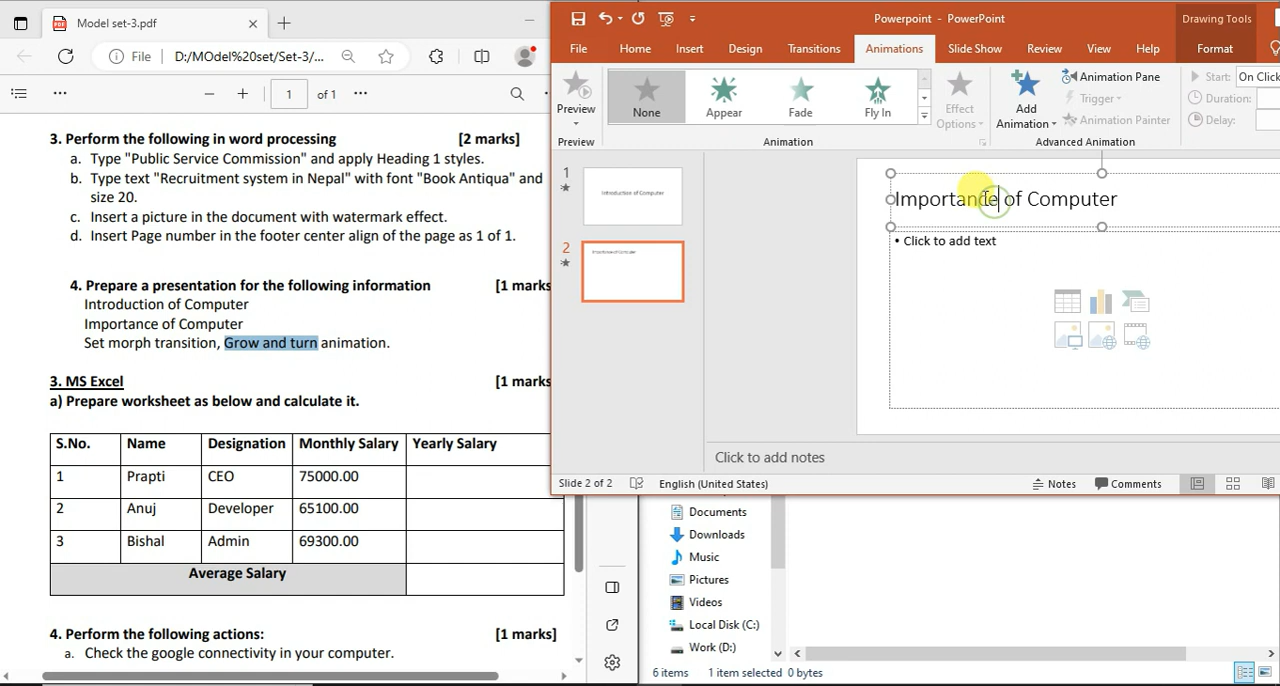 Model set-3.pdf
File D:/MOdel%20set/Set-3/...
1 of 1
3. Perform the following in word processing [2 marks]
a. Type "Public Service Commission" and apply Heading 1 styles.
b. Type text "Recruitment system in Nepal" with font "Book Antiqua" and
size 20.
c. Insert a picture in the document with watermark effect.
d. Insert Page number in the footer center align of the page as 1 of 1.
4. Prepare a presentation for the following information [1 marks
Introduction of Computer
Importance of Computer
Set morph transition, Grow and turn animation.
3. MS Excel [1 marks
a) Prepare worksheet as below and calculate it.
S.No. Name Designation Monthly Salary Yearly Salary
1 Prapti CEO 75000.00
2 Anuj Developer 65100.00
3 Bishal Admin 69300.00
Average Salary
4. Perform the following actions: [1 marks]
a. Check the google connectivity in your computer.
Powerpoint - PowerPoint Drawing Tools
File Home Insert Design Transitions Animations Slide Show Review View Help Format
Preview None Appear Fade Fly In Effect Options Add Animation
Animation Pane
Trigger
Animation Painter
Start: On Click
Duration:
Delay:
Preview Animation Advanced Animation
1 Introduction of Computer
2 Importance of Computer
Importance of Computer
• Click to add text
Click to add notes
Slide 2 of 2 English (United States) Notes Comments
Documents
Downloads
Music
Pictures
Videos
Local Disk (C:)
Work (D:)
6 items 1 item selected 0 bytes